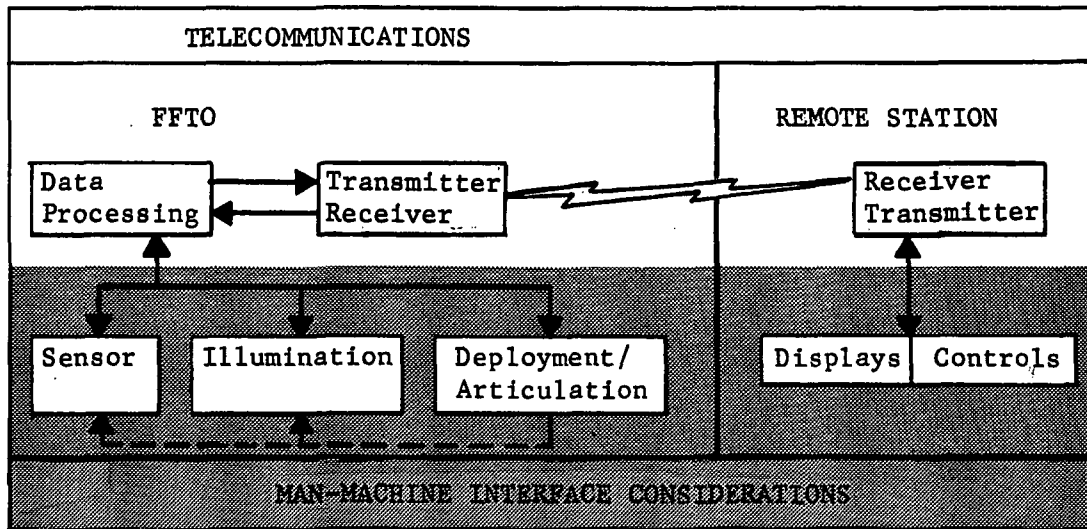 TELECOMMUNICATIONS
FFTO
REMOTE STATION
Data
Processing
Transmitter
Receiver
Receiver
Transmitter
Sensor
Illumination
Deployment/
Articulation
Displays
Controls
MAN-MACHINE INTERFACE CONSIDERATIONS